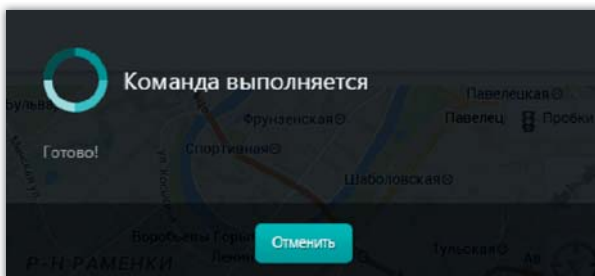 Команда выполняется
Павелецкая
Фрунзенская
Павелец
Пробки
Готово!
Спортивная
Шаболовская
Воробьевы Горы
Отменить
Тульская
Р-Н РАМЕНКИ